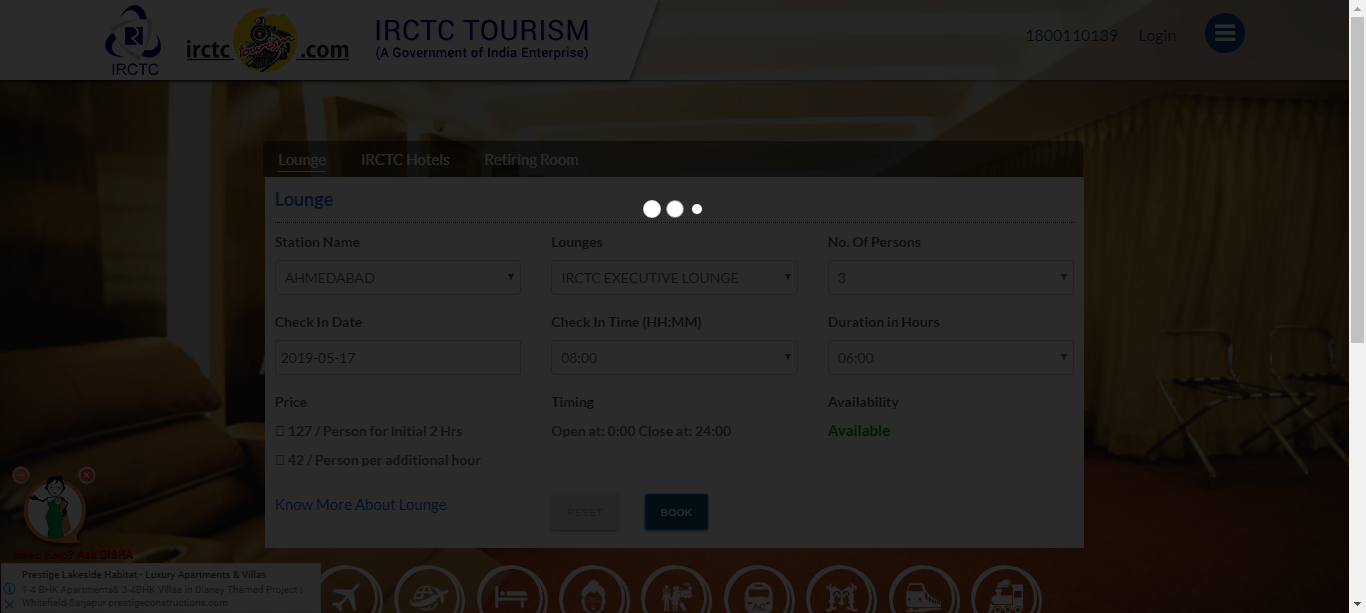 IRCTC
irctc tourism .com
IRCTC TOURISM
(A Government of India Enterprise)
1800110139 Login
Lounge IRCTC Hotels Retiring Room
Lounge
Station Name Lounges No. Of Persons
AHMEDABAD IRCTC EXECUTIVE LOUNGE 3
Check In Date Check In Time (HH:MM) Duration in Hours
2019-05-17 08:00 06:00
Price Timing Availability
127 / Person for initial 2 Hrs Open at: 0:00 Close at: 24:00 Available
42 / Person per additional hour
Know More About Lounge RESET BOOK
Need Help? Ask DISHA
Prestige Lakeside Habitat - Luxury Apartments & Villas
1-4 BHK Apartments& 3-4BHK Villas in Disney Themed Project |
Whitefield-Sarjapur prestigeconstructions.com
AC